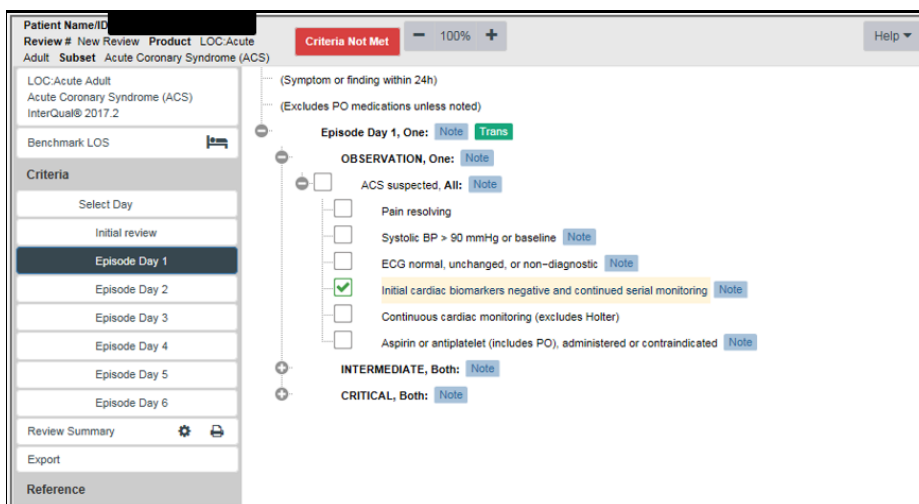 Patient Name/ID
Review # New Review Product LOC:Acute
Adult Subset Acute Coronary Syndrome (ACS)
Criteria Not Met
100%
Help
LOC:Acute Adult
Acute Coronary Syndrome (ACS)
InterQual® 2017.2
Benchmark LOS
Criteria
Select Day
Initial review
Episode Day 1
Episode Day 2
Episode Day 3
Episode Day 4
Episode Day 5
Episode Day 6
Review Summary
Export
Reference
(Symptom or finding within 24h)
(Excludes PO medications unless noted)
Episode Day 1, One: Note Trans
OBSERVATION, One: Note
ACS suspected, All: Note
Pain resolving
Systolic BP > 90 mmHg or baseline Note
ECG normal, unchanged, or non-diagnostic Note
Initial cardiac biomarkers negative and continued serial monitoring Note
Continuous cardiac monitoring (excludes Holter)
Aspirin or antiplatelet (includes PO), administered or contraindicated Note
INTERMEDIATE, Both: Note
CRITICAL, Both: Note